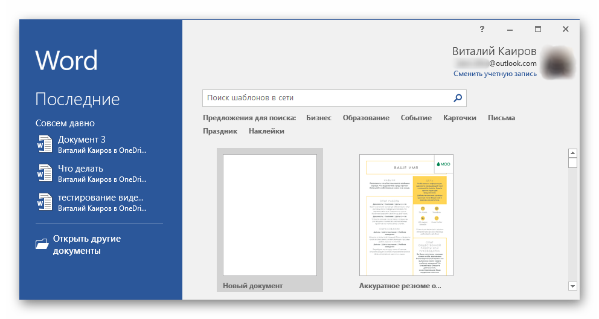 Word
Последние
Совсем давно
Документ 3
Виталий Каиров в OneDri...
Что делать
Виталий Каиров в OneDri...
тестирование виде...
Виталий Каиров в OneDri...
Открыть другие
документы
?
Виталий Каиров
@outlook.com
Сменить учетную запись
Поиск шаблонов в сети
Предложения для поиска: Бизнес Образование Событие Карточки Письма
Праздник Наклейки
ВАШЕ ИМЯ
Новый документ
Аккуратное резюме о...